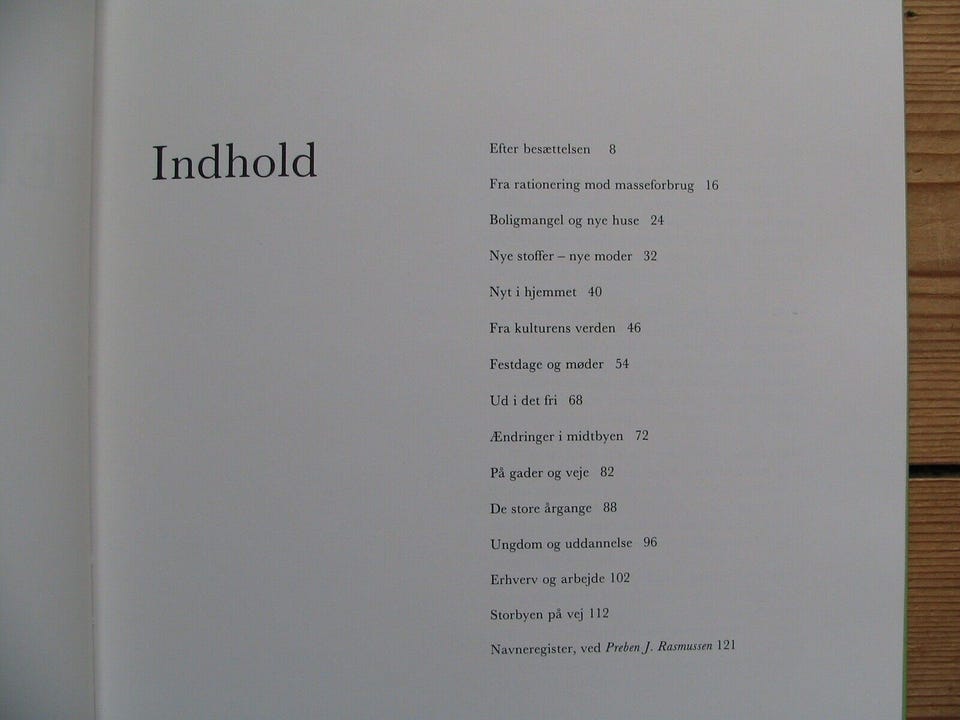 Indhold
Efter besættelsen 8
Fra rationering mod masseforbrug 16
Boligmangel og nye huse 24
Nye stoffer – nye moder 32
Nyt i hjemmet 40
Fra kulturens verden 46
Festdage og møder 54
Ud i det fri 68
Ændringer i midtbyen 72
På gader og veje 82
De store årgange 88
Ungdom og uddannelse 96
Erhverv og arbejde 102
Storbyen på vej 112
Navneregister, ved Preben J. Rasmussen 121